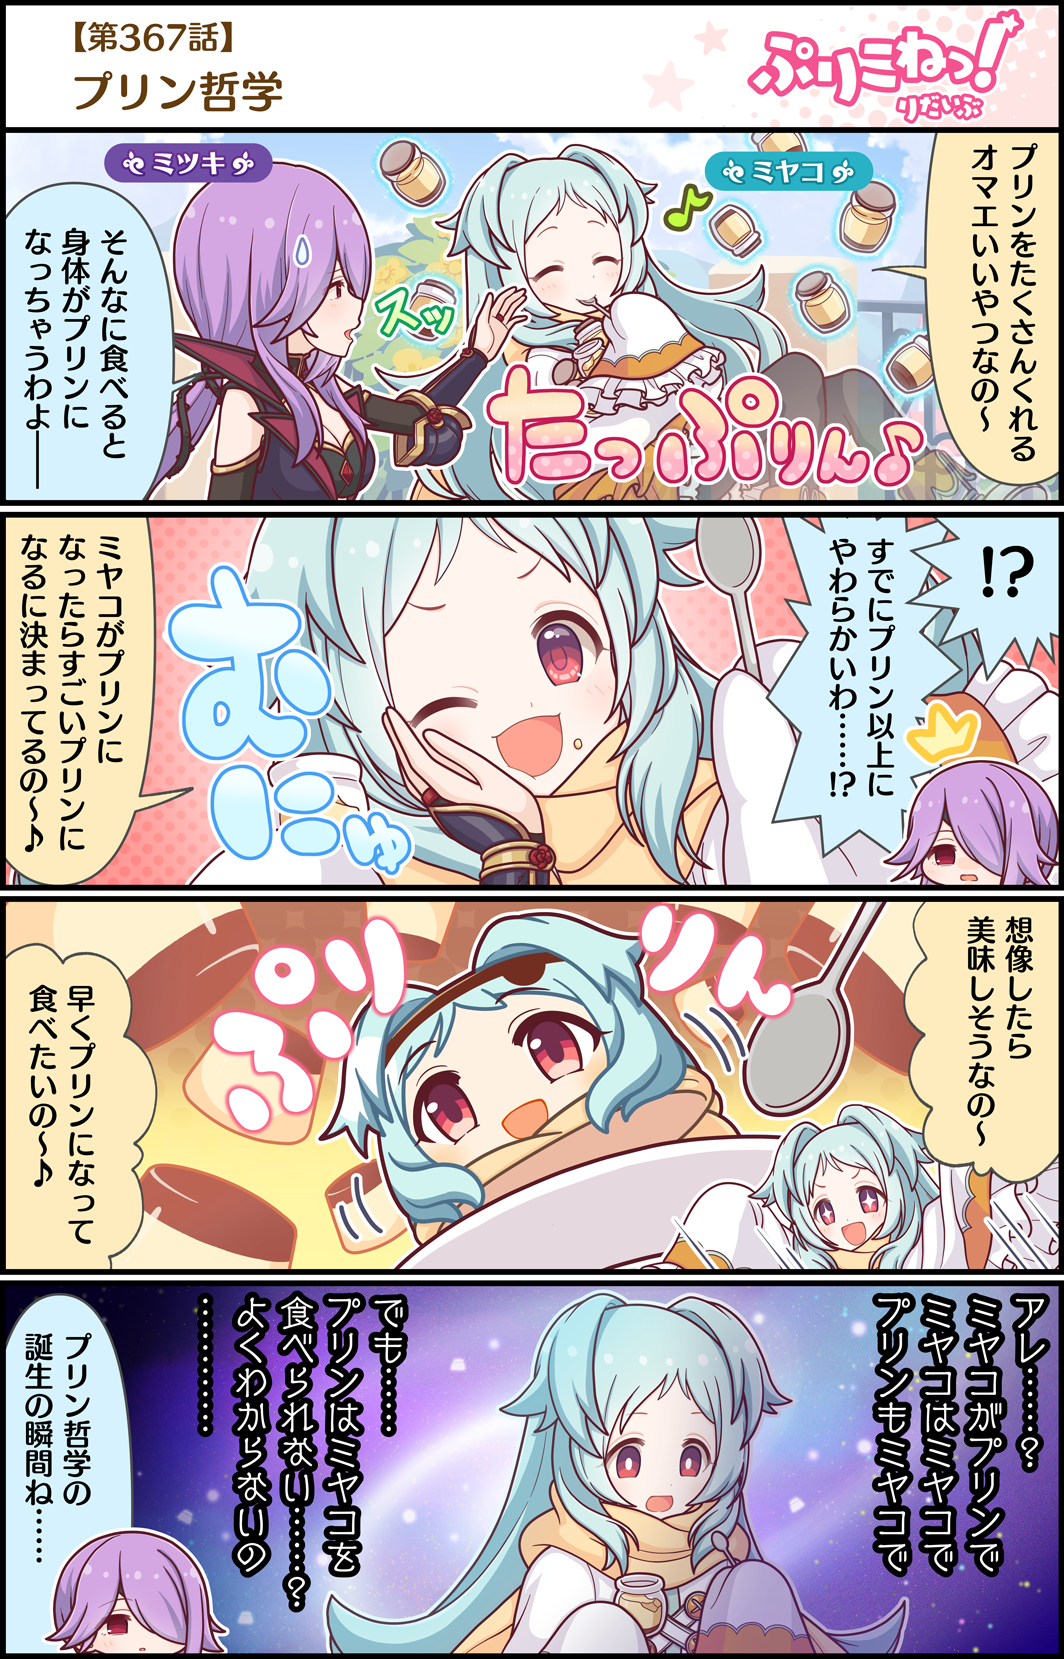 【第367話】
プリン哲学
ぷりこねっ!
りだいぶ
ミツキ
ミヤコ
プリンをたくさんくれる
オマエいいやつなの～
スッ
たっぷりん♪
そんなに食べると
身体がプリンに
なっちゃうわよ――
!?
すでにプリン以上に
やわらかいわ……!?
むにゅ
ミヤコがプリンに
なったらすごいプリンに
なるに決まってるの～♪
想像したら
美味しそうなの～
ぷりりん
早くプリンになって
食べたいの～♪
アレ……?
ミヤコがプリンで
ミヤコはミヤコで
プリンもミヤコで
でも……
プリンはミヤコを
食べられない……?
よくわからないの
…………
プリン哲学の
誕生の瞬間ね……